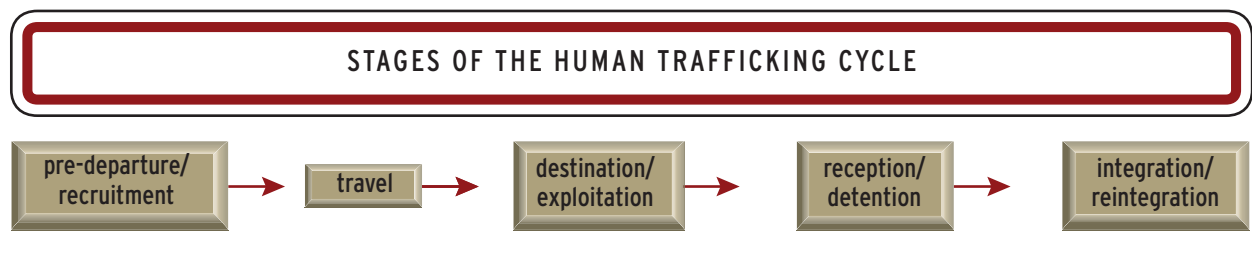 STAGES OF THE HUMAN TRAFFICKING CYCLE
pre-departure/
recruitment
travel
destination/
exploitation
reception/
detention
integration/
reintegration